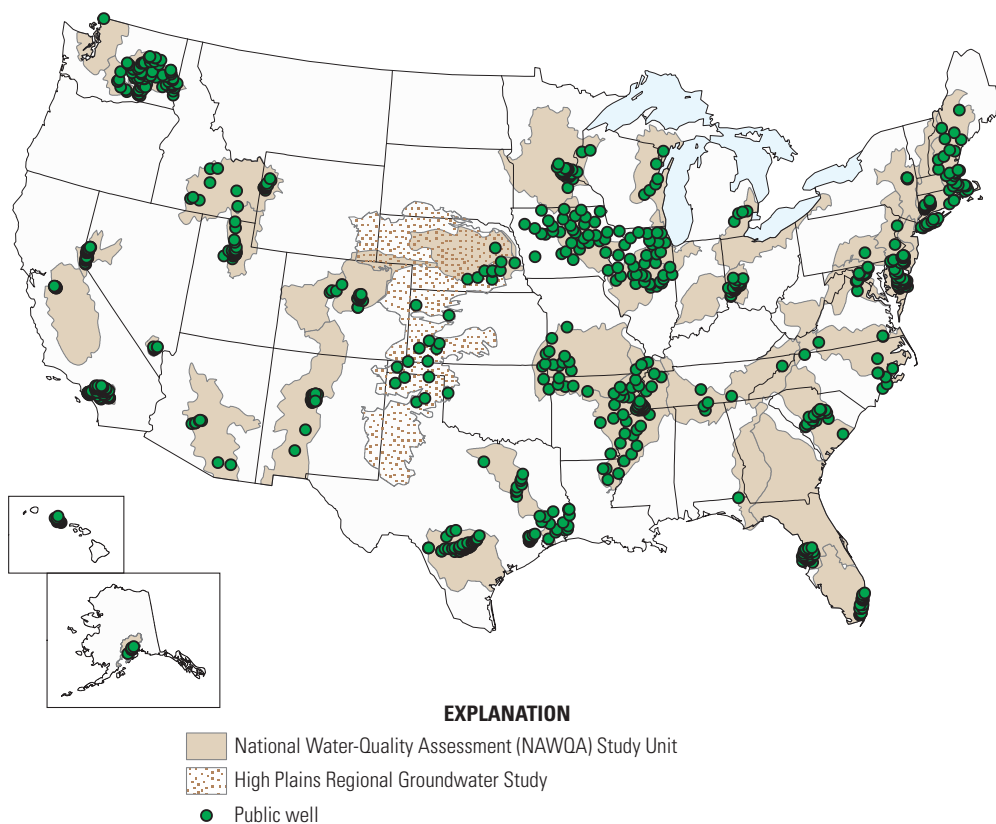 EXPLANATION
National Water-Quality Assessment (NAWQA) Study Unit
High Plains Regional Groundwater Study
Public well